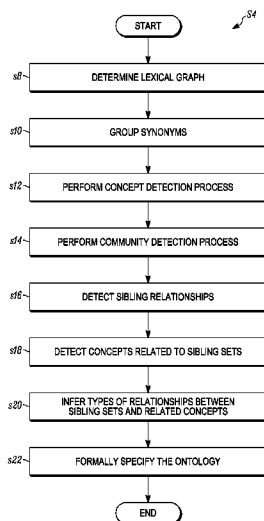 START
S4
s8
DETERMINE LEXICAL GRAPH
s10
GROUP SYNONYMS
s12
PERFORM CONCEPT DETECTION PROCESS
s14
PERFORM COMMUNITY DETECTION PROCESS
s16
DETECT SIBLING RELATIONSHIPS
s18
DETECT CONCEPTS RELATED TO SIBLING SETS
s20
INFER TYPES OF RELATIONSHIPS BETWEEN
SIBLING SETS AND RELATED CONCEPTS
s22
FORMALLY SPECIFY THE ONTOLOGY
END